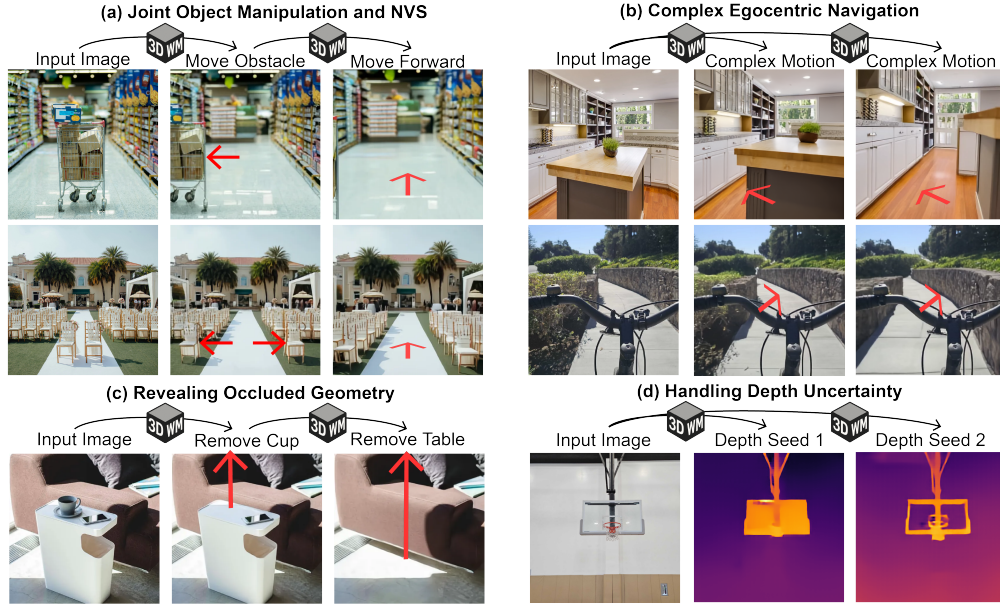 (a) Joint Object Manipulation and NVS
3D WM
3D WM
Input Image
Move Obstacle
Move Forward
(b) Complex Egocentric Navigation
3D WM
3D WM
Input Image
Complex Motion
Complex Motion
(c) Revealing Occluded Geometry
3D WM
3D WM
Input Image
Remove Cup
Remove Table
(d) Handling Depth Uncertainty
3D WM
3D WM
Input Image
Depth Seed 1
Depth Seed 2